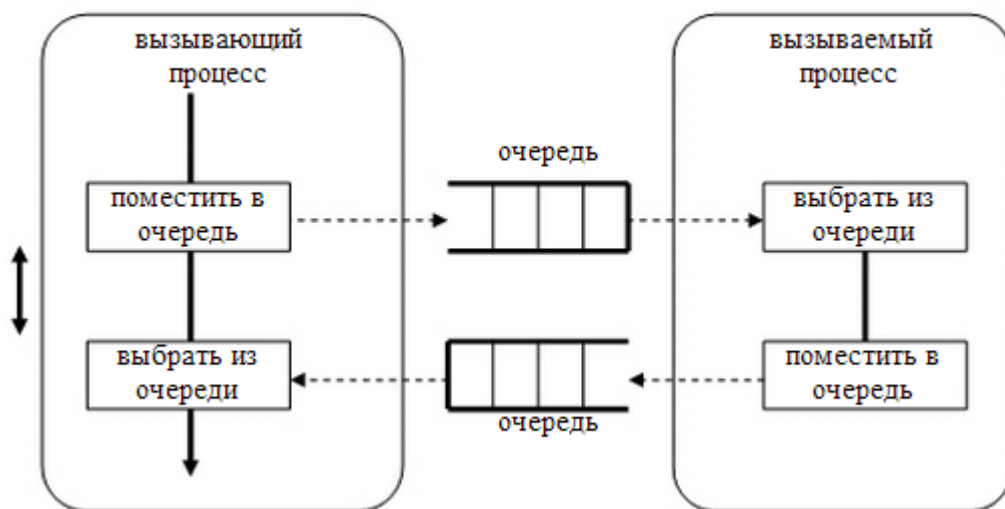 вызывающий
процесс
вызываемый
процесс
очередь
поместить в
очередь
выбрать из
очереди
выбрать из
очереди
поместить в
очередь
очередь